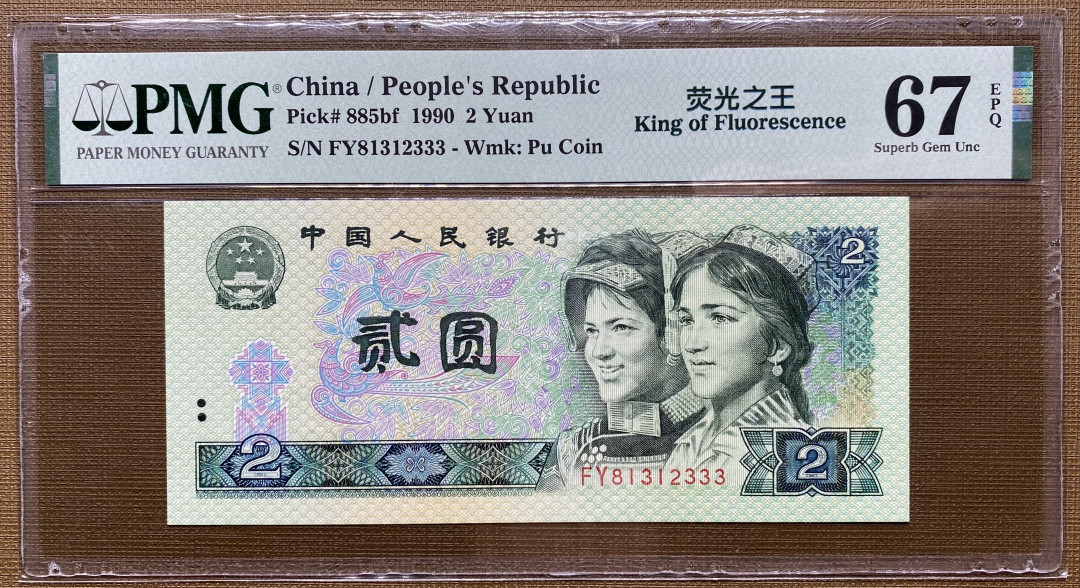 PMG®
PAPER MONEY GUARANTY
China / People's Republic
Pick# 885bf 1990 2 Yuan
S/N FY81312333 - Wmk: Pu Coin
荧光之王
King of Fluorescence
67
EPQ
Superb Gem Unc
中国人民银行
2
贰圆
2
FY81312333
2